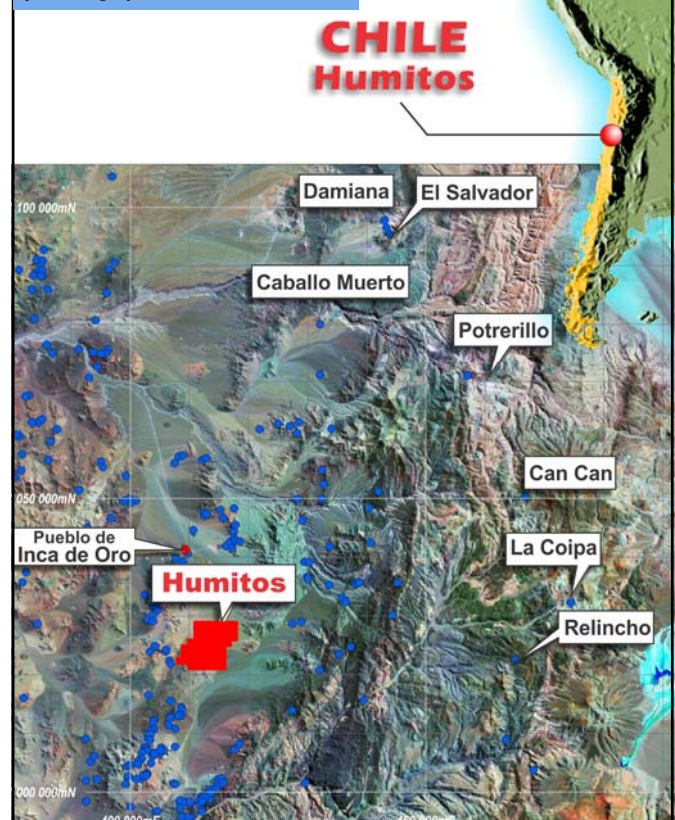 CHILE
Humitos
Damiana
El Salvador
100 000mN
Caballo Muerto
Potrerillo
Can Can
050 000mN
Pueblo de
Inca de Oro
La Coipa
Humitos
Relincho
000 000mN